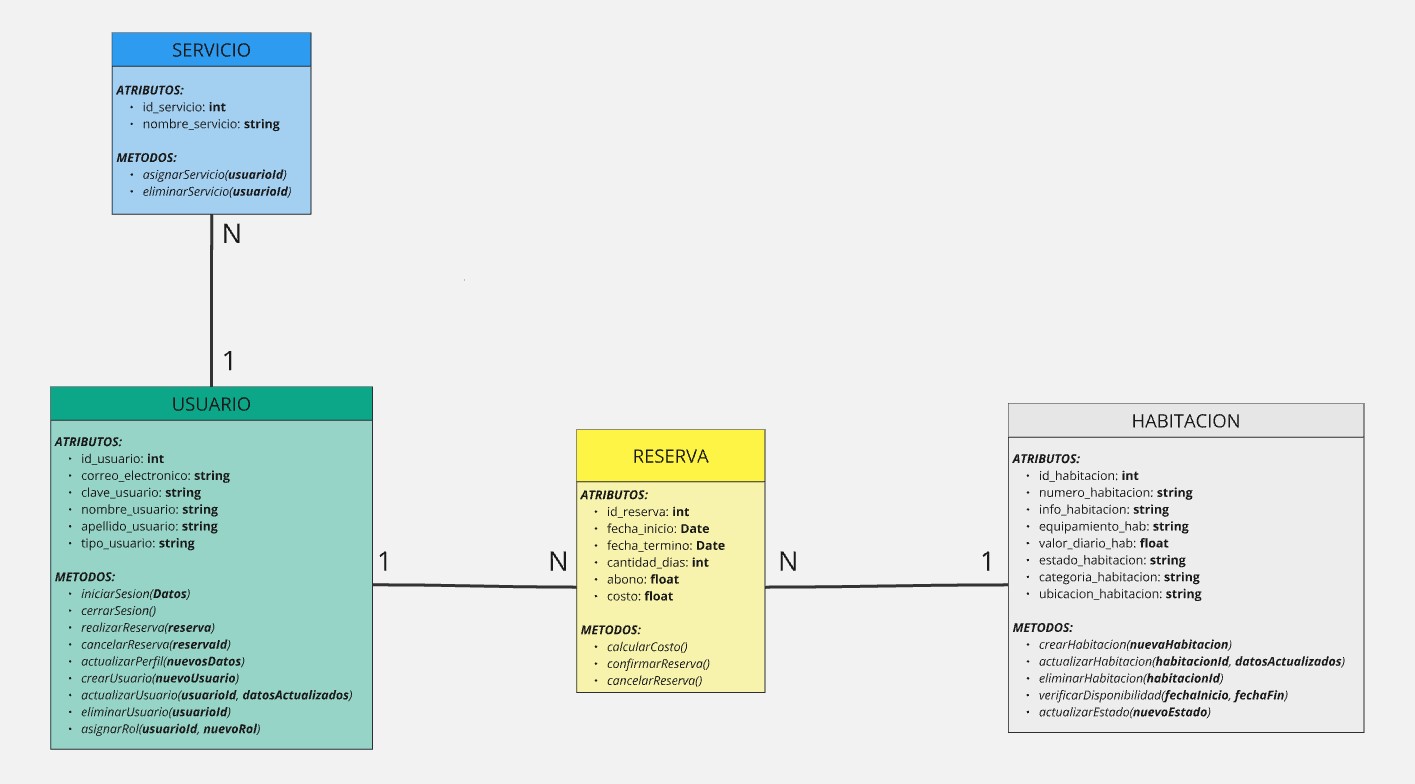 SERVICIO
ATRIBUTOS:
• id_servicio: int
• nombre_servicio: string
METODOS:
• asignarServicio(usuarioId)
• eliminarServicio(usuarioId)
N
1
USUARIO
ATRIBUTOS:
• id_usuario: int
• correo_electronico: string
• clave_usuario: string
• nombre_usuario: string
• apellido_usuario: string
• tipo_usuario: string
METODOS:
• iniciarSesion(Datos)
• cerrarSesion()
• realizarReserva(reserva)
• cancelarReserva(reservaId)
• actualizarPerfil(nuevosDatos)
• crearUsuario(nuevoUsuario)
• actualizarUsuario(usuarioId, datosActualizados)
• eliminarUsuario(usuarioId)
• asignarRol(usuarioId, nuevoRol)
1
N
RESERVA
ATRIBUTOS:
• id_reserva: int
• fecha_inicio: Date
• fecha_termino: Date
• cantidad_dias: int
• abono: float
• costo: float
METODOS:
• calcularCosto()
• confirmarReserva()
• cancelarReserva()
N
1
HABITACION
ATRIBUTOS:
• id_habitacion: int
• numero_habitacion: string
• info_habitacion: string
• equipamiento_hab: string
• valor_diario_hab: float
• estado_habitacion: string
• categoria_habitacion: string
• ubicacion_habitacion: string
METODOS:
• crearHabitacion(nuevaHabitacion)
• actualizarHabitacion(habitacionId, datosActualizados)
• eliminarHabitacion(habitacionId)
• verificarDisponibilidad(fechaInicio, fechaFin)
• actualizarEstado(nuevoEstado)